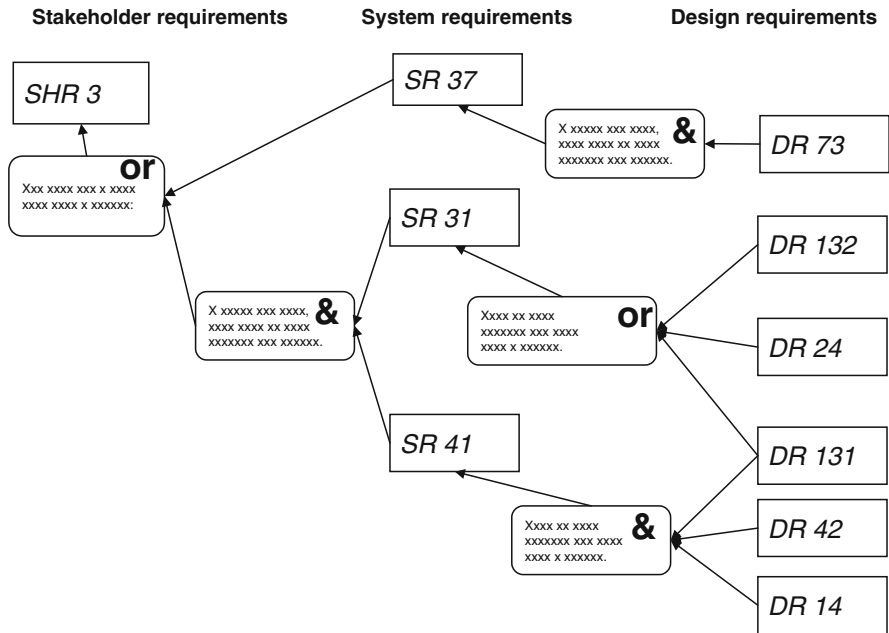 Stakeholder requirements
System requirements
Design requirements
SHR 3
SR 37
X xxxxx xxx xxxx,
xxxx xxxx xx xxxx
xxxxxxx xxx xxxxxx.
&
DR 73
or
Xxx xxxx xxx x xxxx
xxxx xxxx x xxxxxx:
SR 31
DR 132
X xxxxx xxx xxxx,
xxxx xxxx xx xxxx
xxxxxxx xxx xxxxxx.
&
Xxxx xx xxxx
xxxxxxx xxx xxxx
xxxx x xxxxxx.
or
DR 24
SR 41
DR 131
Xxxx xx xxxx
xxxxxxx xxx xxxx
xxxx x xxxxxx.
&
DR 42
DR 14